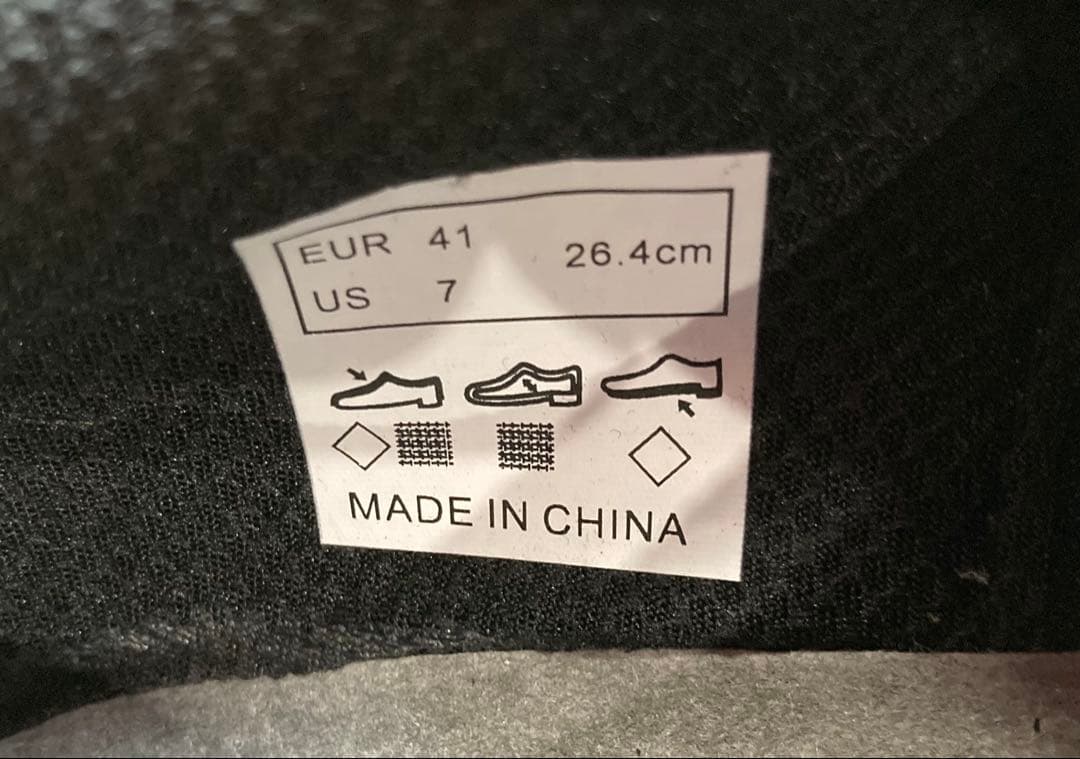 EUR 41 26.4cm
US 7
MADE IN CHINA